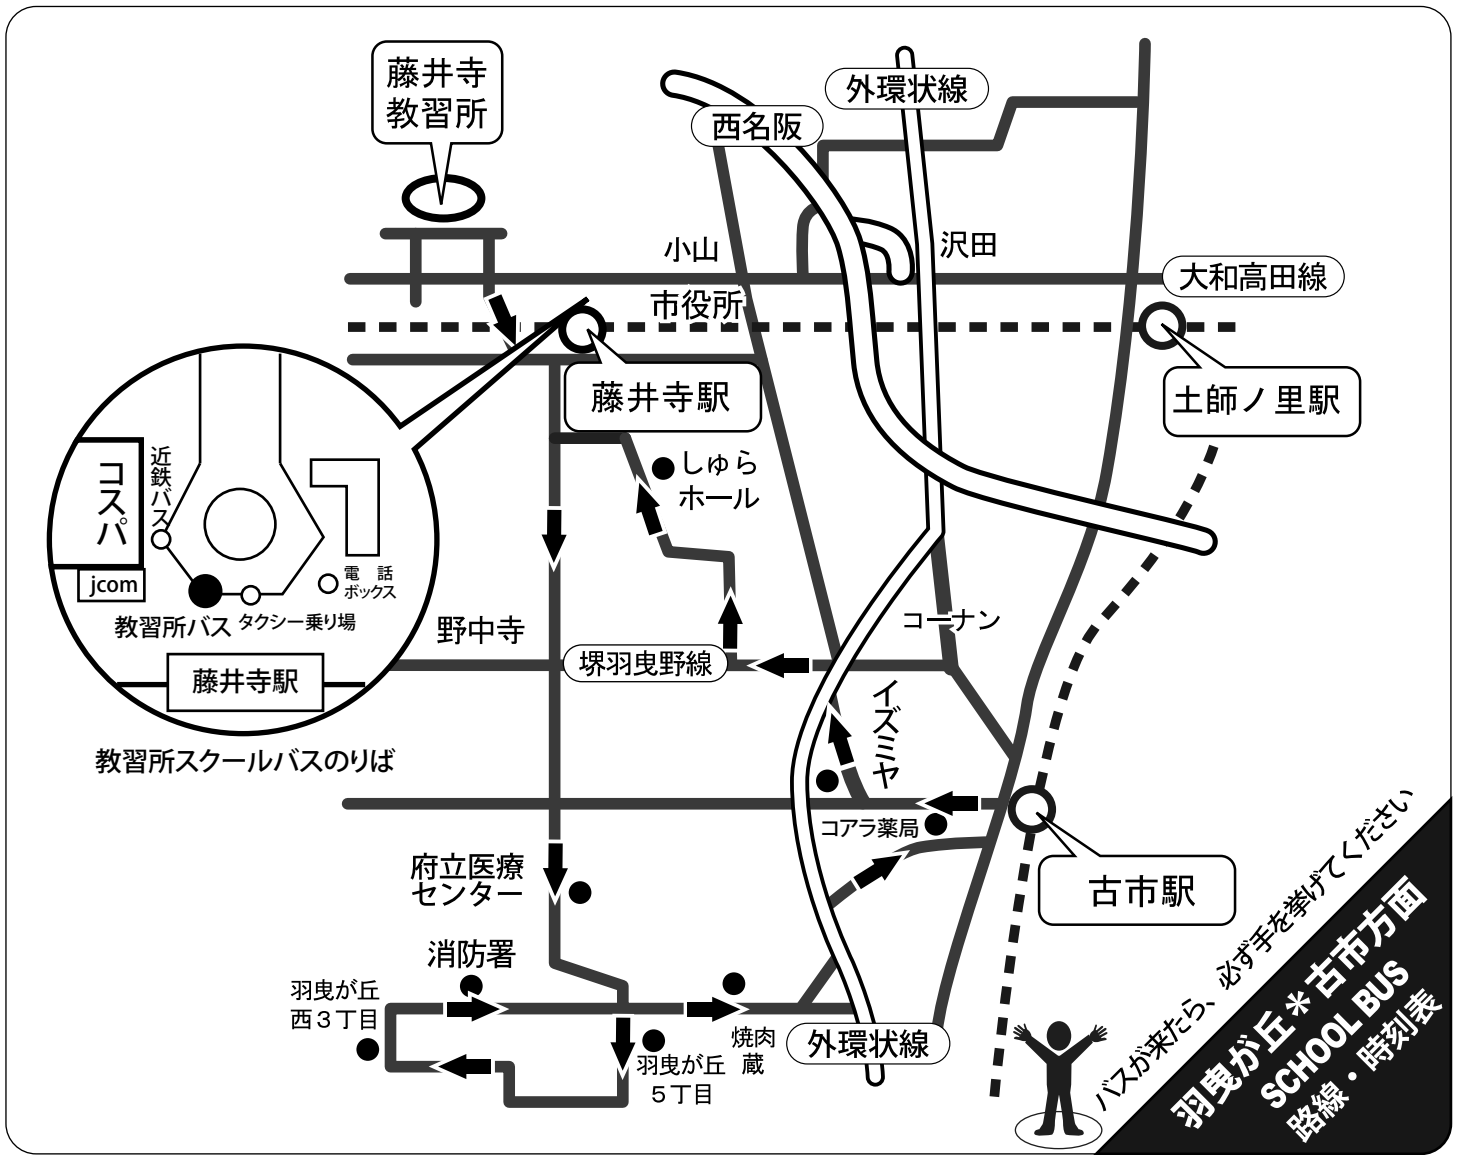 藤井寺
教習所
外環状線
西名阪
小山
沢田
大和高田線
市役所
藤井寺駅
土師ノ里駅
しゅら
ホール
コスパ
近鉄バス
jcom
電　話
ボックス
教習所バス
タクシー乗り場
藤井寺駅
教習所スクールバスのりば
野中寺
堺羽曳野線
コーナン
イズミヤ
コアラ薬局
古市駅
府立医療
センター
消防署
羽曳が丘
西３丁目
羽曳が丘
５丁目
焼肉
蔵
外環状線
バスが来たら、必ず手を挙げてください
羽曳が丘＊古市方面
SCHOOL BUS
路線・時刻表